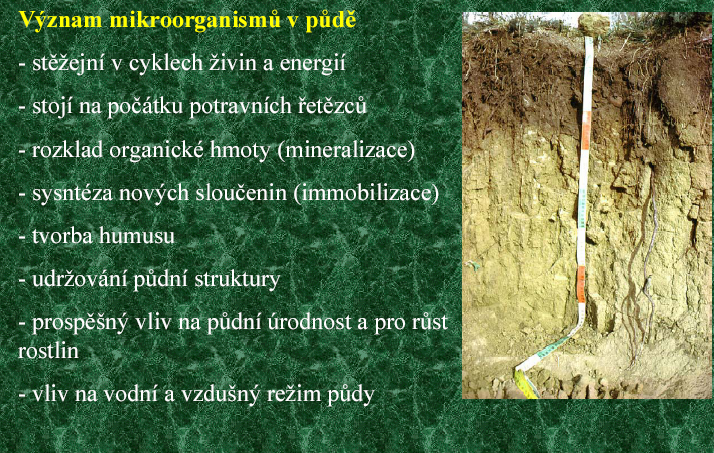 Význam mikroorganismů v půdě
- stěžejní v cyklech živin a energií
- stojí na počátku potravních řetězců
- rozklad organické hmoty (mineralizace)
- sysntéza nových sloučenin (immobilizace)
- tvorba humusu
- udržování půdní struktury
- prospěšný vliv na půdní úrodnost a pro růst
rostlin
- vliv na vodní a vzdušný režim půdy